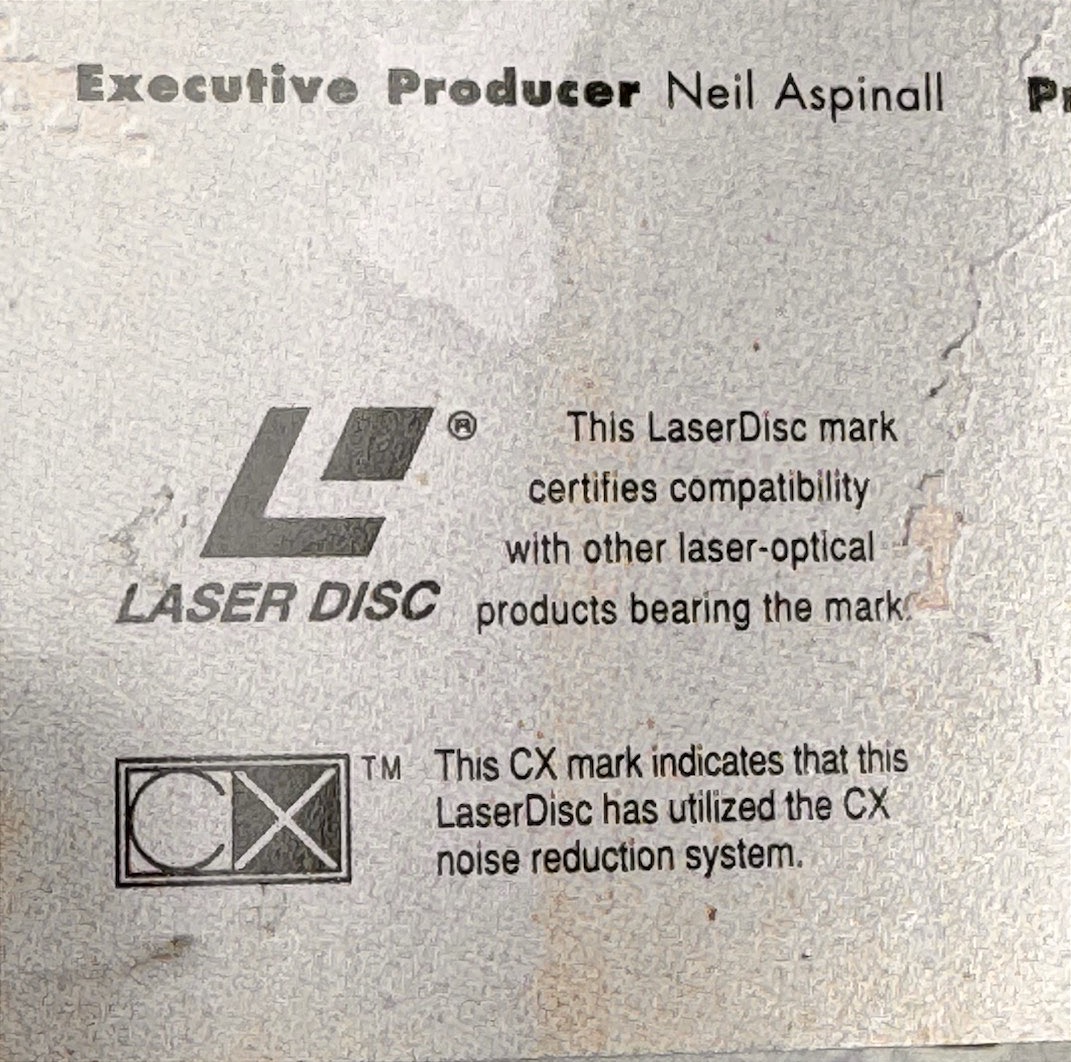 Executive Producer Neil Aspinall
LASER DISC ®
This LaserDisc mark
certifies compatibility
with other laser-optical
products bearing the mark.
CX TM
This CX mark indicates that this
LaserDisc has utilized the CX
noise reduction system.